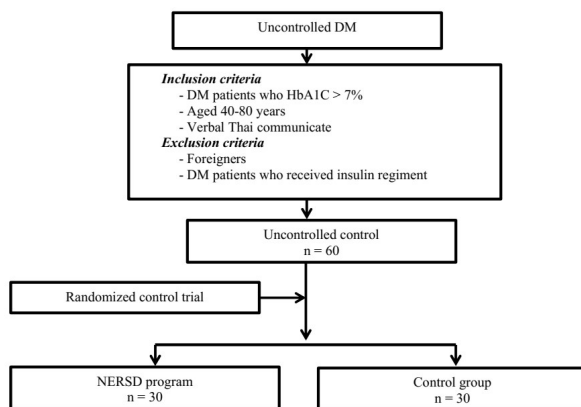 Uncontrolled DM
Inclusion criteria
- DM patients who HbA1C > 7%
- Aged 40-80 years
- Verbal Thai communicate
Exclusion criteria
- Foreigners
- DM patients who received insulin regiment
Uncontrolled control
n = 60
Randomized control trial
NERSD program
n = 30
Control group
n = 30